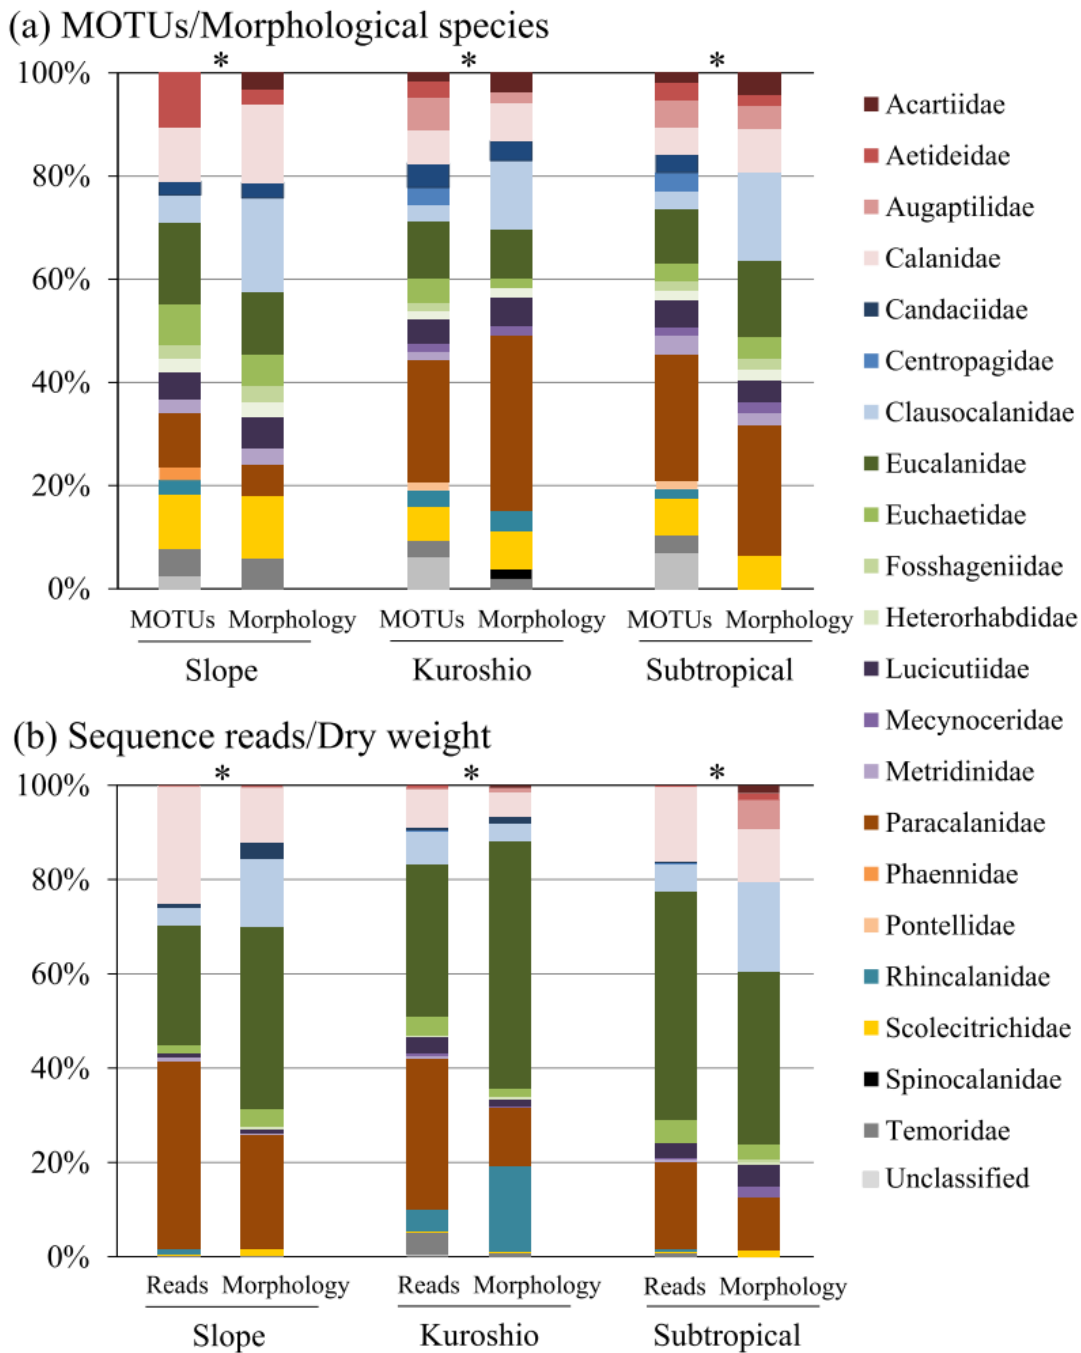 (a) MOTUs/Morphological species
* * *
100%
80%
60%
40%
20%
0%
MOTUs Morphology MOTUs Morphology MOTUs Morphology
Slope Kuroshio Subtropical
Acartiidae
Aetideidae
Augaptilidae
Calanidae
Candaciidae
Centropagidae
Clausocalanidae
Eucalanidae
Euchaetidae
Fosshageniidae
Heterorhabdidae
Lucicutiidae
Mecynoceridae
Metridinidae
Paracalanidae
Phaennidae
Pontellidae
Rhincalanidae
Scolecitrichidae
Spinocalanidae
Temoridae
Unclassified
(b) Sequence reads/Dry weight
* * *
100%
80%
60%
40%
20%
0%
Reads Morphology Reads Morphology Reads Morphology
Slope Kuroshio Subtropical